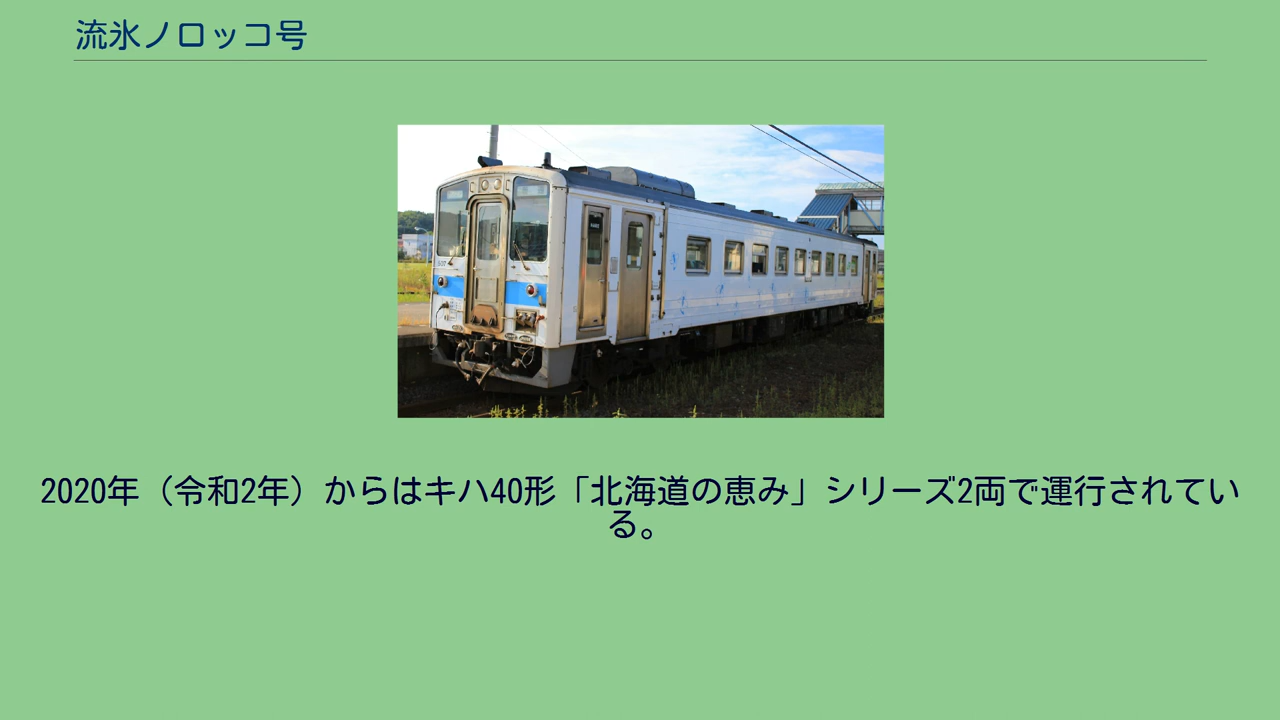 流氷ノロッコ号
2020年（令和2年）からはキハ40形「北海道の恵み」シリーズ2両で運行されてい
る。